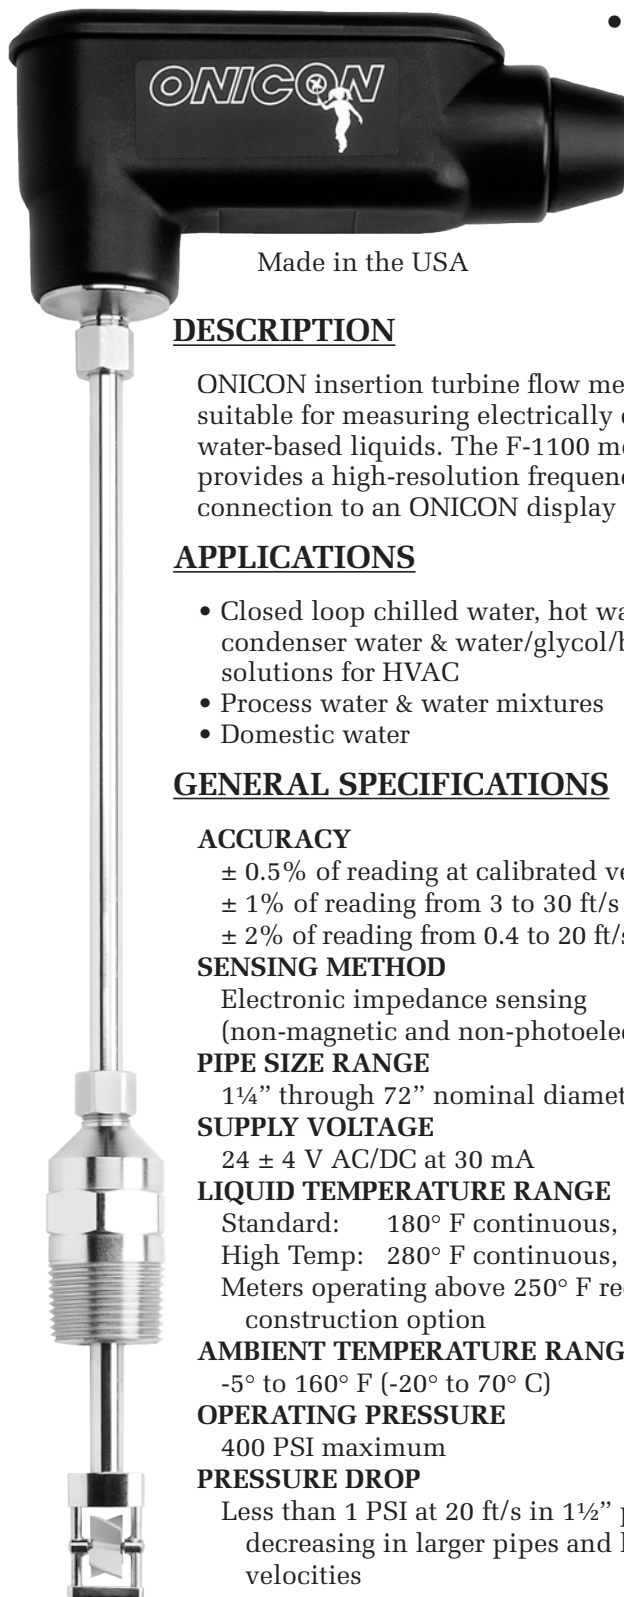 ONICON
Made in the USA
DESCRIPTION
ONICON insertion turbine flow me
suitable for measuring electrically
water-based liquids. The F-1100
provides a high-resolution
connection to an ONICON display
APPLICATIONS
• Closed loop chilled water, hot
condenser water & water/glycol/
solutions for HVAC
• Process water & water mixtures
• Domestic water
GENERAL SPECIFICATIONS
ACCURACY
± 0.5% of reading at calibrated
± 1% of reading from 3 to 30 ft/s
± 2% of reading from 0.4 to 20 ft/s
SENSING METHOD
Electronic impedance sensing
(non-magnetic and
PIPE SIZE RANGE
1¼” through 72” nominal
SUPPLY VOLTAGE
24 ± 4 V AC/DC at 30 mA
LIQUID TEMPERATURE RANGE
Standard: 180° F continuous,
High Temp: 280° F continuous,
Meters operating above 250° F
construction option
AMBIENT TEMPERATURE RANG
-5° to 160° F (-20° to 70° C)
OPERATING PRESSURE
400 PSI maximum
PRESSURE DROP
Less than 1 PSI at 20 ft/s in 1½”
decreasing in larger pipes and
velocities